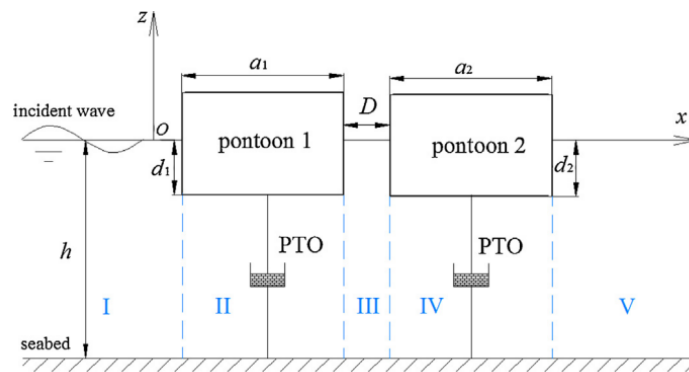 z
a₁
a₂
incident wave
D
x
O
pontoon 1
pontoon 2
d₁
d₂
h
PTO
PTO
I
II
III
IV
V
seabed